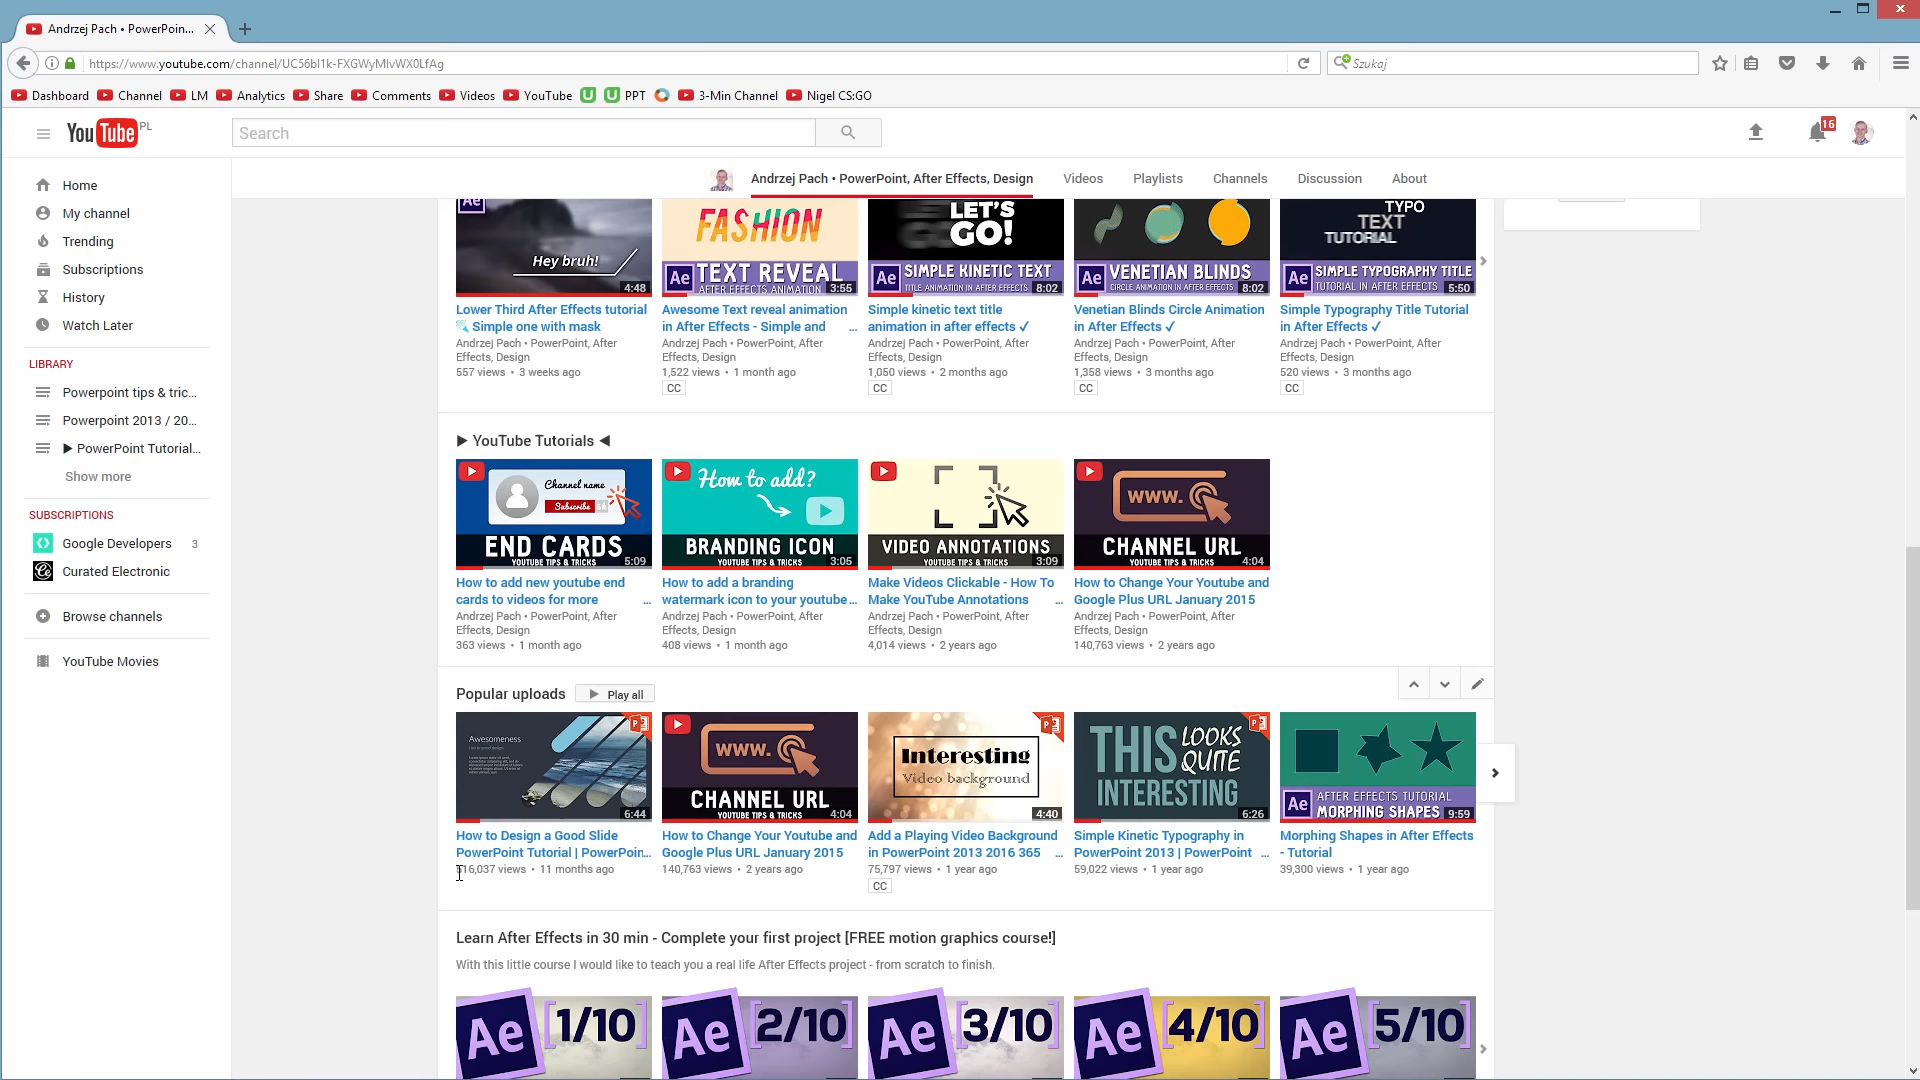 Andrzej Pach • PowerPoin...
https://www.youtube.com/channel/UC56bl1k-FXGWyMlvWX0LfAg
Szukaj
Dashboard Channel LM Analytics Share Comments Videos YouTube PPT 3-Min Channel Nigel CS:GO
YouTube PL
Search
16
Andrzej Pach • PowerPoint, After Effects, Design Videos Playlists Channels Discussion About
Home
My channel
Trending
Subscriptions
History
Watch Later
LIBRARY
Powerpoint tips & tric...
Powerpoint 2013 / 20...
▶ PowerPoint Tutorial...
Show more
SUBSCRIPTIONS
Google Developers 3
Curated Electronic
Browse channels
YouTube Movies
Ae
Hey bruh!
4:48
FASHION
Ae TEXT REVEAL
AFTER EFFECTS ANIMATION 3:55
LET'S
GO!
Ae SIMPLE KINETIC TEXT
TITLE ANIMATION IN AFTER EFFECTS 8:02
Ae VENETIAN BLINDS
CIRCLE ANIMATION IN AFTER EFFECTS 8:02
TYPO
TEXT
TUTORIAL
Ae SIMPLE TYPOGRAPHY TITLE
TUTORIAL IN AFTER EFFECTS 5:50
Lower Third After Effects tutorial
Simple one with mask
Andrzej Pach • PowerPoint, After
Effects, Design
557 views • 3 weeks ago
Awesome Text reveal animation
in After Effects - Simple and ...
Andrzej Pach • PowerPoint, After
Effects, Design
1,522 views • 1 month ago
CC
Simple kinetic text title
animation in after effects ✓
Andrzej Pach • PowerPoint, After
Effects, Design
1,050 views • 2 months ago
CC
Venetian Blinds Circle Animation
in After Effects ✓
Andrzej Pach • PowerPoint, After
Effects, Design
1,358 views • 3 months ago
CC
Simple Typography Title Tutorial
in After Effects ✓
Andrzej Pach • PowerPoint, After
Effects, Design
520 views • 3 months ago
CC
▶ YouTube Tutorials ◀
Channel name
Subscribe
END CARDS
YOUTUBE TIPS & TRICKS 5:09
How to add?
BRANDING ICON
YOUTUBE TIPS & TRICKS 3:05
VIDEO ANNOTATIONS
YOUTUBE TIPS & TRICKS 3:09
www.
CHANNEL URL
YOUTUBE TIPS & TRICKS 4:04
How to add new youtube end
cards to videos for more ...
Andrzej Pach • PowerPoint, After
Effects, Design
363 views • 1 month ago
How to add a branding
watermark icon to your youtube...
Andrzej Pach • PowerPoint, After
Effects, Design
408 views • 1 month ago
Make Videos Clickable - How To
Make YouTube Annotations ...
Andrzej Pach • PowerPoint, After
Effects, Design
4,014 views • 2 years ago
How to Change Your Youtube and
Google Plus URL January 2015
Andrzej Pach • PowerPoint, After
Effects, Design
140,763 views • 2 years ago
Popular uploads Play all
Awesomeness
6:44
www.
CHANNEL URL
YOUTUBE TIPS & TRICKS 4:04
Interesting
Video background
4:40
THIS LOOKS
QUITE
INTERESTING
6:26
Ae AFTER EFFECTS TUTORIAL
MORPHING SHAPES 9:59
How to Design a Good Slide
PowerPoint Tutorial | PowerPoin...
516,037 views • 11 months ago
How to Change Your Youtube and
Google Plus URL January 2015
140,763 views • 2 years ago
Add a Playing Video Background
in PowerPoint 2013 2016 365 ...
75,797 views • 1 year ago
CC
Simple Kinetic Typography in
PowerPoint 2013 | PowerPoint ...
59,022 views • 1 year ago
Morphing Shapes in After Effects
- Tutorial
39,300 views • 1 year ago
Learn After Effects in 30 min - Complete your first project [FREE motion graphics course!]
With this little course I would like to teach you a real life After Effects project - from scratch to finish.
Ae [1/10]
Ae [2/10]
Ae [3/10]
Ae [4/10]
Ae [5/10]